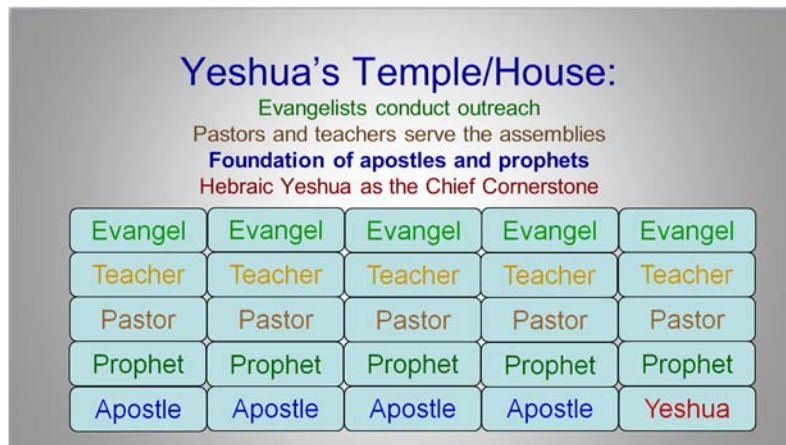 Yeshua's Temple/House:
Evangelists conduct outreach
Pastors and teachers serve the assemblies
Foundation of apostles and prophets
Hebraic Yeshua as the Chief Cornerstone
Evangel Evangel Evangel Evangel Evangel
Teacher Teacher Teacher Teacher Teacher
Pastor Pastor Pastor Pastor Pastor
Prophet Prophet Prophet Prophet Prophet
Apostle Apostle Apostle Apostle Yeshua